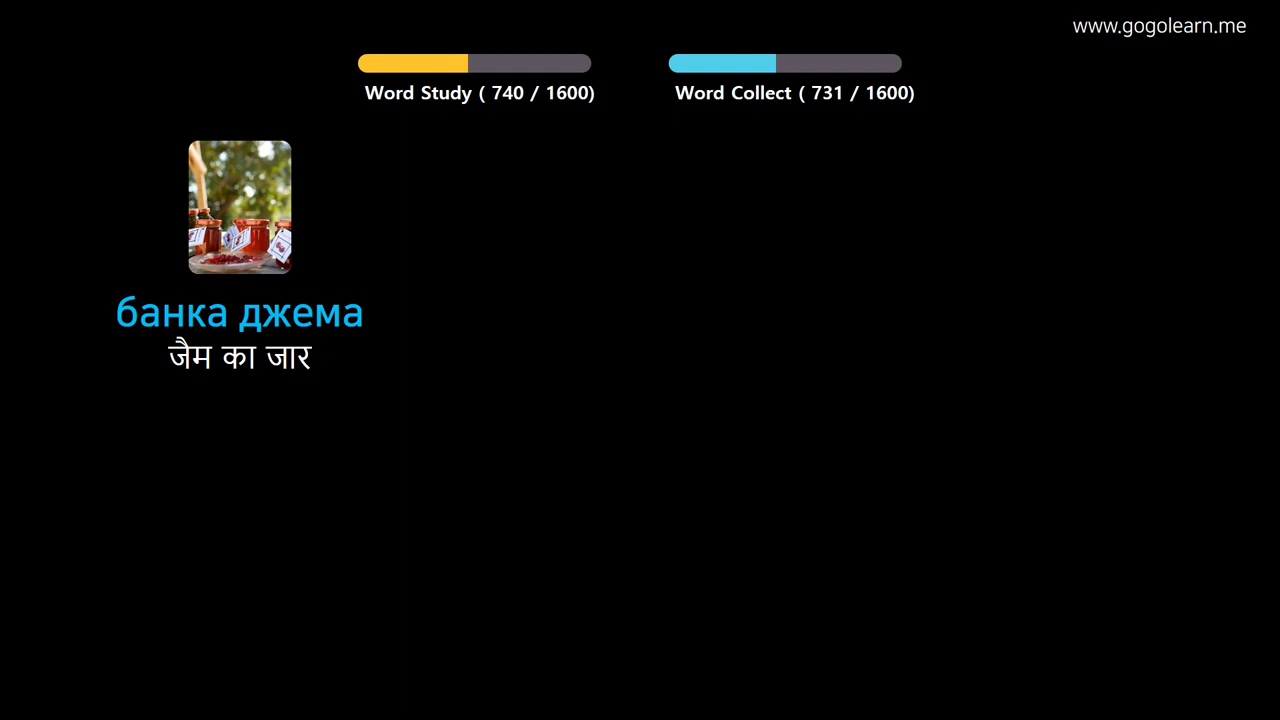 www.gogolearn.me
Word Study ( 740 / 1600)
Word Collect ( 731 / 1600)
банка джема
जैम का जार